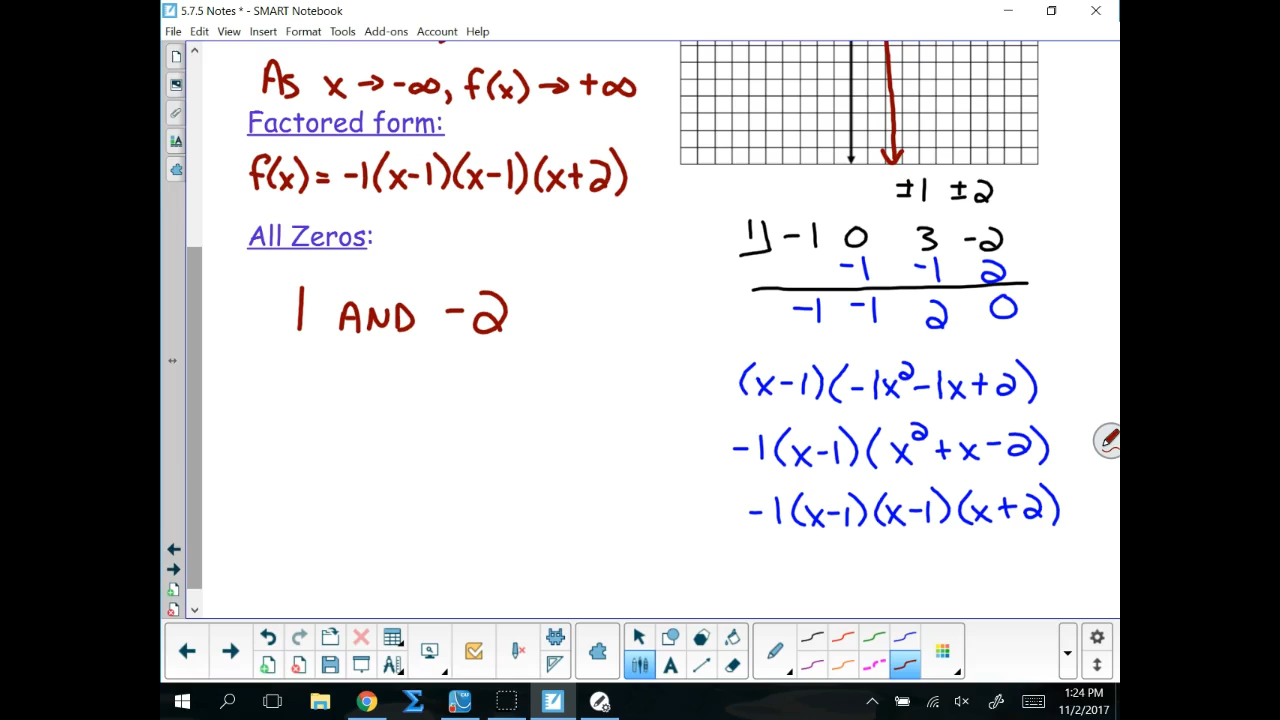 5.7.5 Notes * - SMART Notebook
File Edit View Insert Format Tools Add-ons Account Help
As x → -∞, f(x) → +∞
Factored form:
f(x) = -1(x-1)(x-1)(x+2)
All Zeros:
1 AND -2
±1 ±2
1) -1 0 3 -2
-1 -1 2
-1 -1 2 0
(x-1)(-1x²-1x+2)
-1(x-1)(x²+x-2)
-1(x-1)(x-1)(x+2)
1:24 PM
11/2/2017